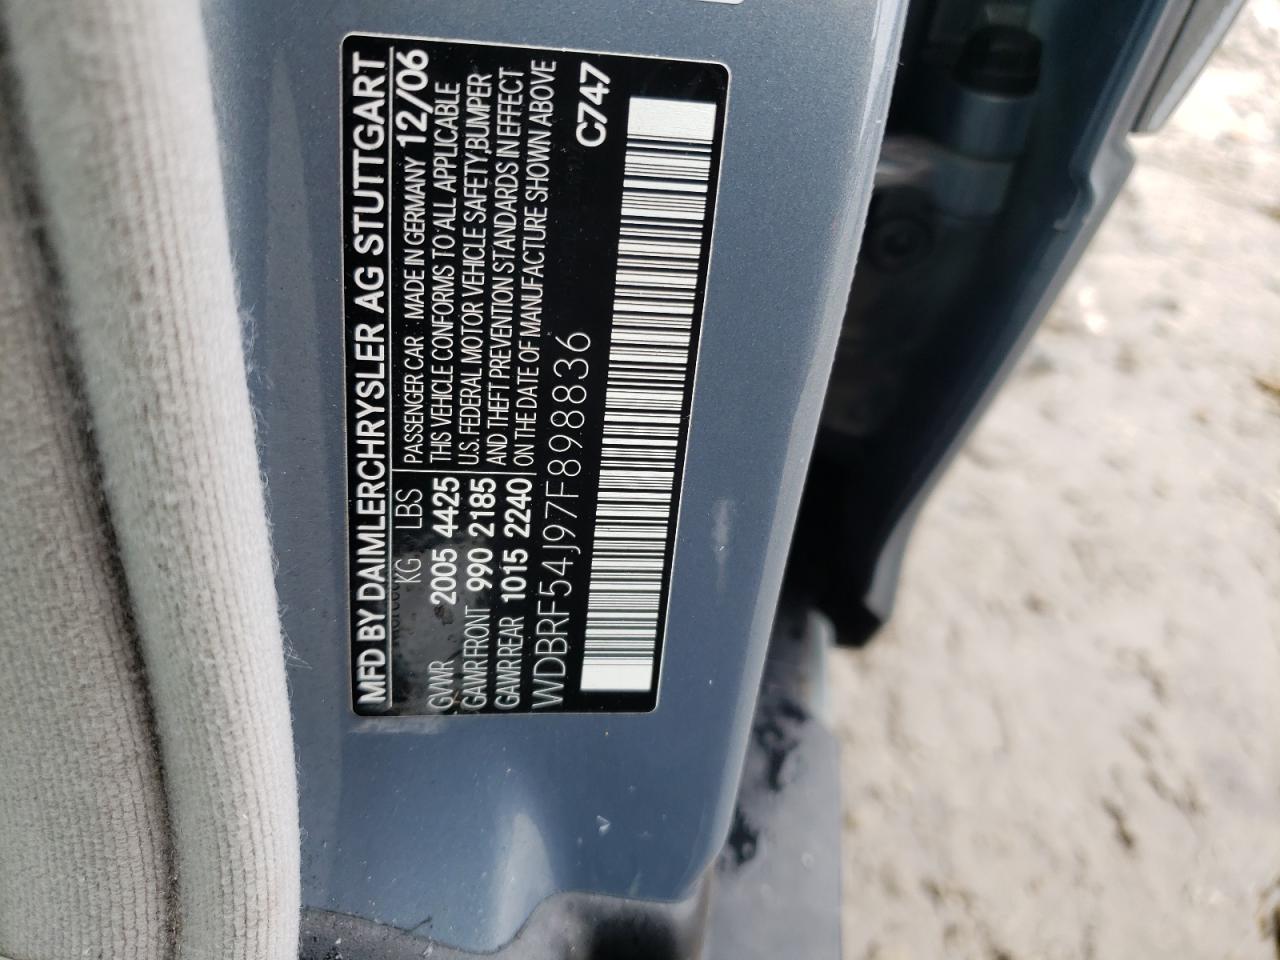 MFD BY DAIMLERCHRYSLER AG STUTTGART
PASSENGER CAR MADE IN GERMANY 12/06
KG LBS
GVWR 2005 4425
GAWR FRONT 990 2185
GAWR REAR 1015 2240
THIS VEHICLE CONFORMS TO ALL APPLICABLE
U.S. FEDERAL MOTOR VEHICLE SAFETY,BUMPER
AND THEFT PREVENTION STANDARDS IN EFFECT
ON THE DATE OF MANUFACTURE SHOWN ABOVE
WDBRF54J97F898836
C747